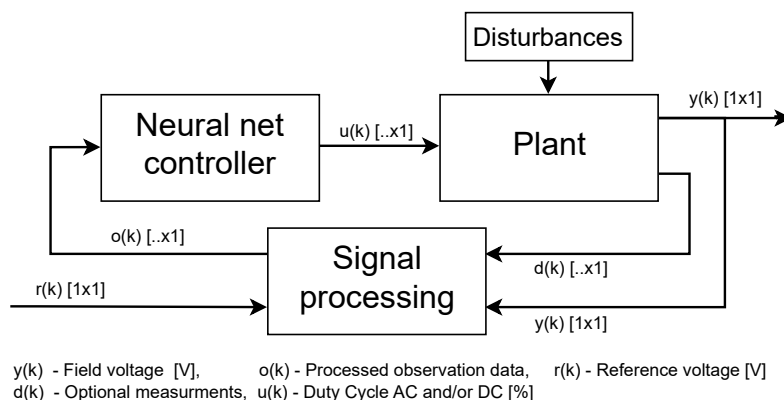 Disturbances
y(k) [1x1]
Neural net
controller
u(k) [..x1]
Plant
o(k) [..x1]
Signal
processing
d(k) [..x1]
r(k) [1x1]
y(k) [1x1]
y(k) - Field voltage [V], o(k) - Processed observation data, r(k) - Reference voltage [V]
d(k) - Optional measurments, u(k) - Duty Cycle AC and/or DC [%]